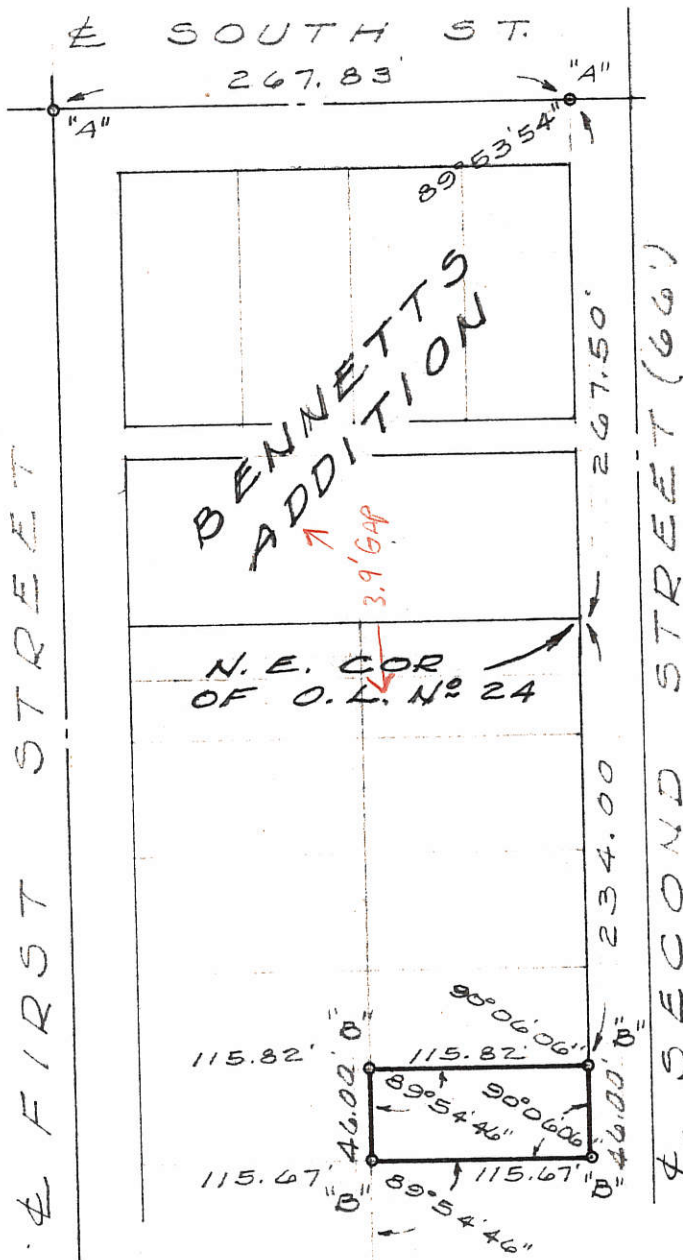 ℄ SOUTH ST.
267.83'
"A"
"A"
89°53'54"
BENNETTS
ADDITION
267.50'
3.9' GAP
N. E. COR
OF O. L. Nº 24
℄ FIRST STREET
℄ SECOND STREET (66')
234.00
90°06'06"
"B"
"B"
115.82'
115.82'
46.00'
89°54'46"
90°06'06"
46.00'
115.67'
"B"
115.67'
"B"
89°54'46"